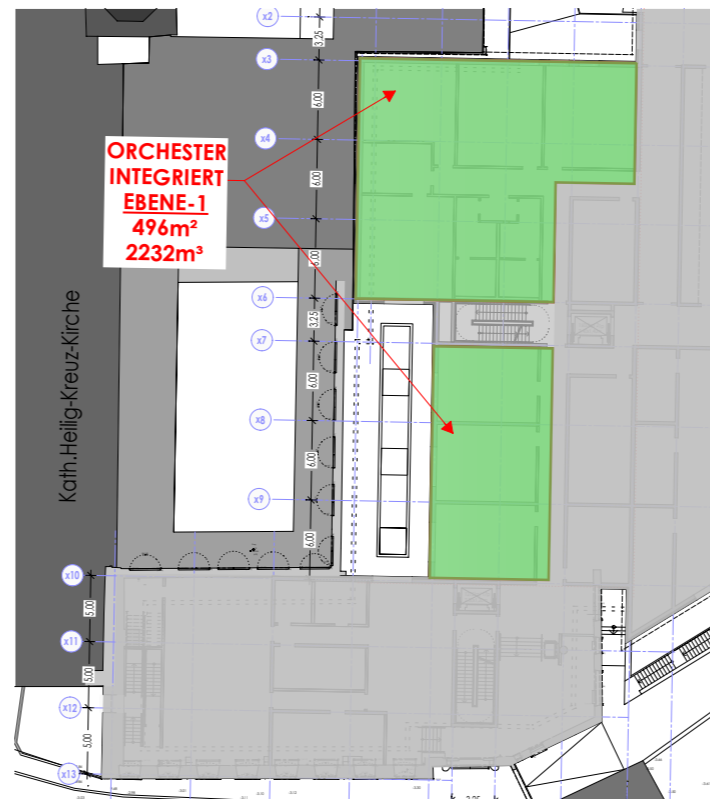 x2
3.25
x3
6.00
x4
ORCHESTER
INTEGRIERT
EBENE-1
496m²
2232m³
6.00
x5
6.00
x6
3.25
x7
6.00
x8
6.00
x9
6.00
Kath.Heilig-Kreuz-Kirche
x10
5.00
x11
5.00
x12
5.00
x13
3.25